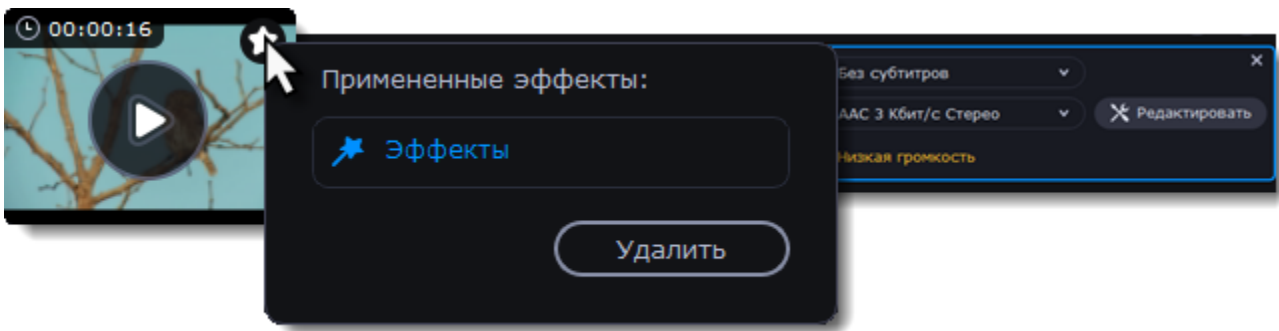 00:00:16
Примененные эффекты:
Эффекты
Удалить
Без субтитров
AAC 3 Кбит/с Стерео
Редактировать
Низкая громкость